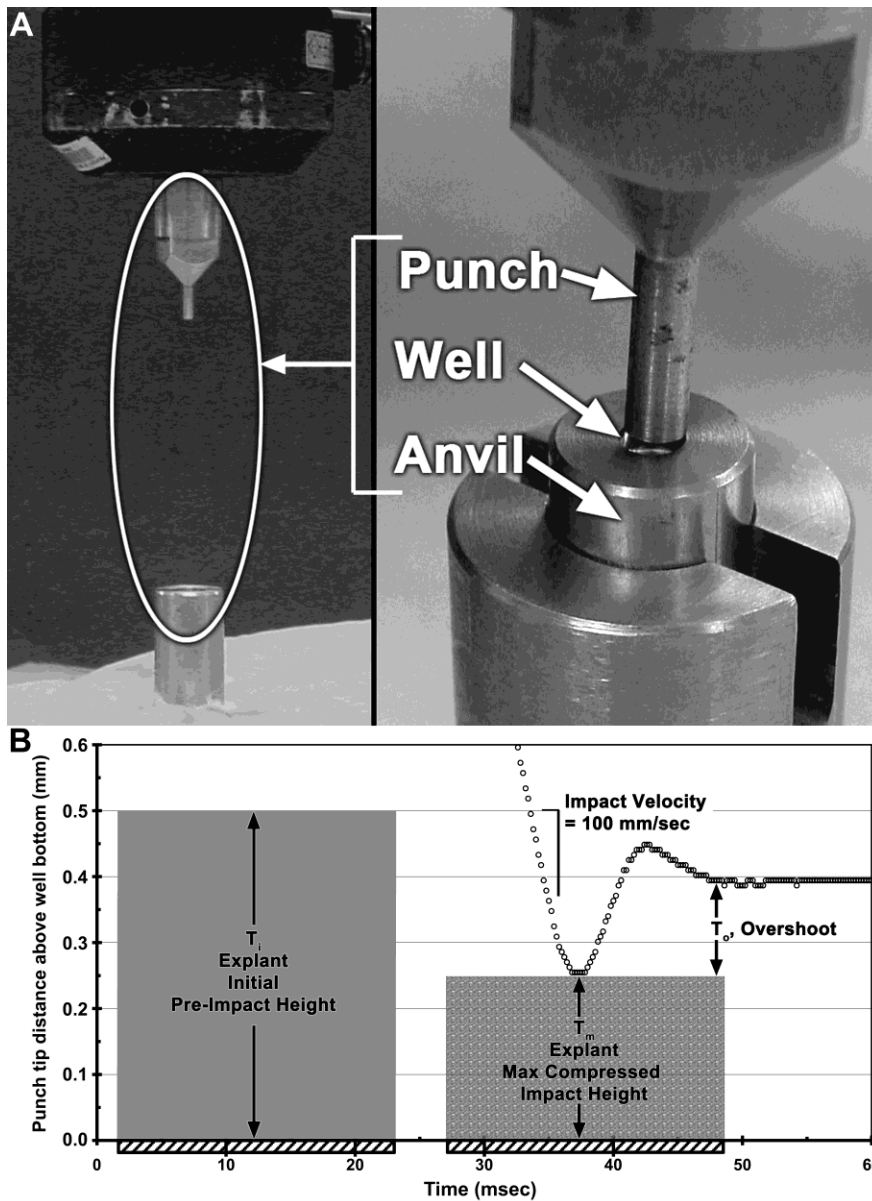 A
Punch
Well
Anvil
B
Punch tip distance above well bottom (mm)
0.6
0.5
0.4
0.3
0.2
0.1
0.0
Impact Velocity
= 100 mm/sec
Ti
Explant
Initial
Pre-Impact Height
To, Overshoot
Tm
Explant
Max Compressed
Impact Height
0
10
20
30
40
50
60
Time (msec)